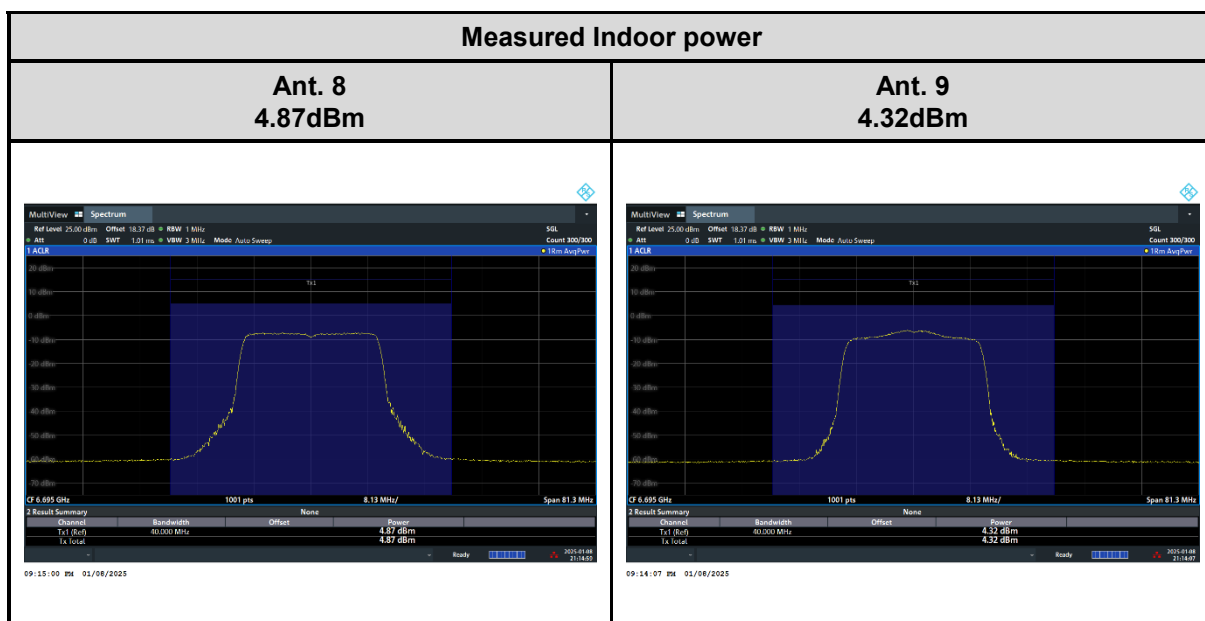 Measured Indoor power
Ant. 8
4.87dBm
Ant. 9
4.32dBm
MultiView Spectrum
Ref Level 25.00 dBm Offset 18.37 dB RBW 1 MHz SGL
Att 0 dB SWT 1.01 ms VBW 3 MHz Mode Auto Sweep Count 300/300
1 ACLR 1Rm AvgPwr
20 dBm
Tx1
10 dBm
0 dBm
-10 dBm
-20 dBm
-30 dBm
-40 dBm
-50 dBm
-60 dBm
-70 dBm
CF 6.695 GHz 1001 pts 8.13 MHz/ Span 81.3 MHz
2 Result Summary None
Channel Bandwidth Offset Power
Tx1 (Ref) 40.000 MHz 4.87 dBm
Tx Total 4.87 dBm
Ready 2025-01-08
21:14:59
09:15:00 PM 01/08/2025
MultiView Spectrum
Ref Level 25.00 dBm Offset 18.37 dB RBW 1 MHz SGL
Att 0 dB SWT 1.01 ms VBW 3 MHz Mode Auto Sweep Count 300/300
1 ACLR 1Rm AvgPwr
20 dBm
Tx1
10 dBm
0 dBm
-10 dBm
-20 dBm
-30 dBm
-40 dBm
-50 dBm
-60 dBm
-70 dBm
CF 6.695 GHz 1001 pts 8.13 MHz/ Span 81.3 MHz
2 Result Summary None
Channel Bandwidth Offset Power
Tx1 (Ref) 40.000 MHz 4.32 dBm
Tx Total 4.32 dBm
Ready 2025-01-08
21:14:07
09:14:07 PM 01/08/2025